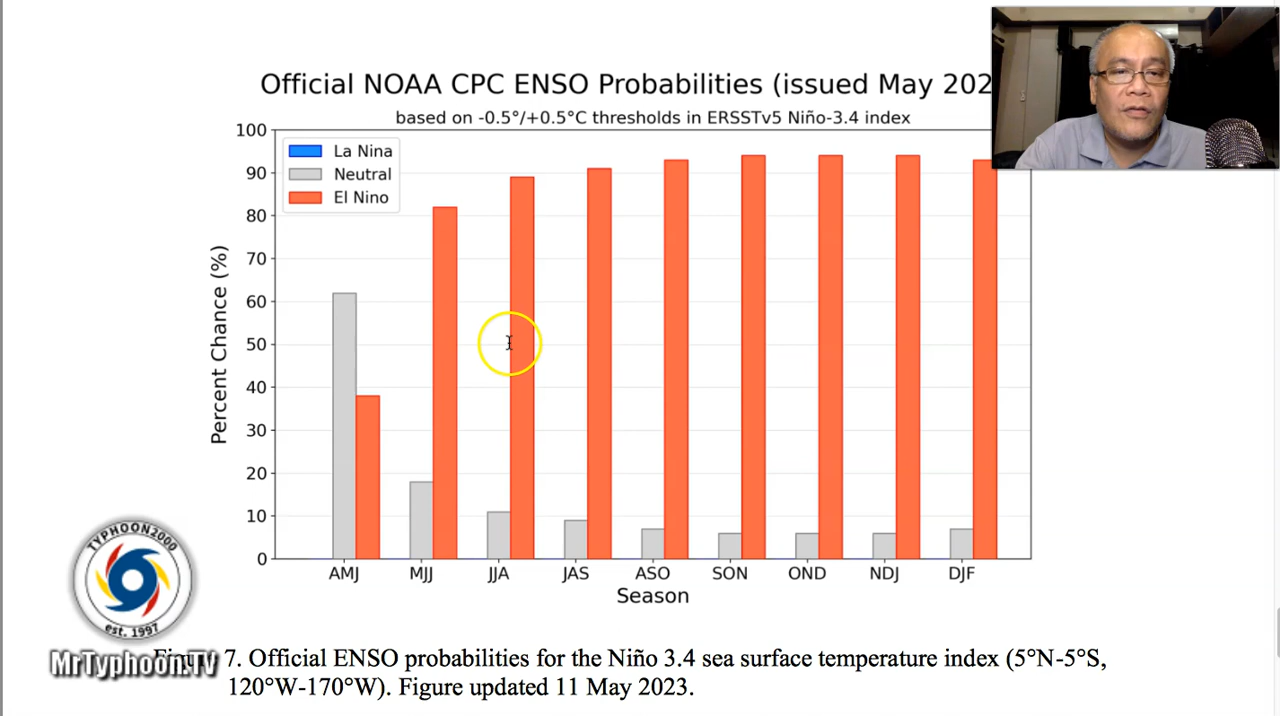 Official NOAA CPC ENSO Probabilities (issued May 202
based on -0.5°/+0.5°C thresholds in ERSSTv5 Niño-3.4 index
La Nina
Neutral
El Nino
Percent Chance (%)
100
90
80
70
60
50
40
30
20
10
0
AMJ MJJ JJA JAS ASO SON OND NDJ DJF
Season
TYPHOON2000
est. 1997
MrTyphoon.TV
Figure 7. Official ENSO probabilities for the Niño 3.4 sea surface temperature index (5°N-5°S,
120°W-170°W). Figure updated 11 May 2023.